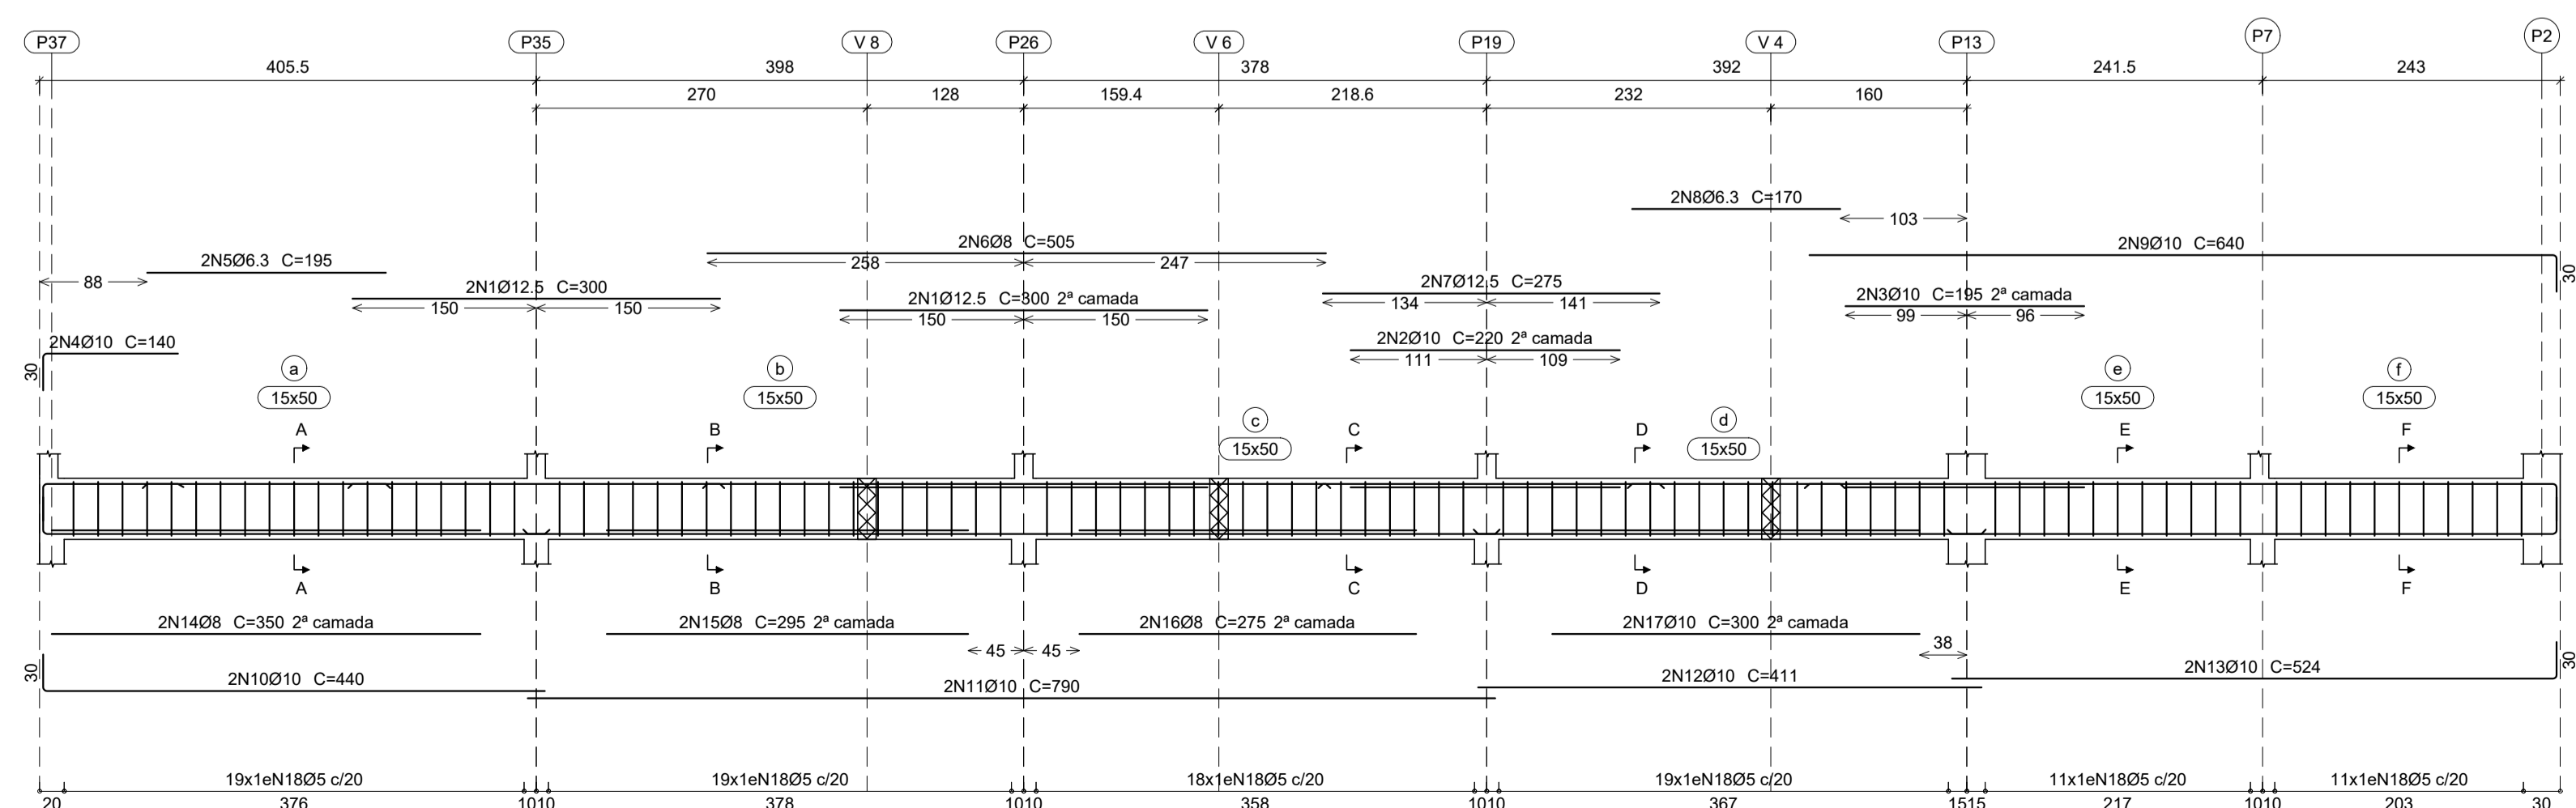 P37 P35 V 8 P26 V 6 P19 V 4 P13 P7 P2
405.5 398 378 392 241.5 243
270 128 159.4 218.6 232 160
2N8Ø6.3 C=170
103
2N6Ø8 C=505
258 247
2N9Ø10 C=640
30
2N5Ø6.3 C=195
88
2N1Ø12.5 C=300
150 150
2N1Ø12.5 C=300 2ª camada
150 150
2N7Ø12.5 C=275
134 141
2N3Ø10 C=195 2ª camada
99 96
2N4Ø10 C=140
30
2N2Ø10 C=220 2ª camada
111 109
a b e f
15x50 15x50 15x50 15x50
c d
15x50 15x50
A B C D E F
A B C D E F
2N14Ø8 C=350 2ª camada
2N15Ø8 C=295 2ª camada
2N16Ø8 C=275 2ª camada
2N17Ø10 C=300 2ª camada
45 45
38
30
2N10Ø10 C=440
2N11Ø10 C=790
2N12Ø10 C=411
2N13Ø10 C=524
30
19x1eN18Ø5 c/20 19x1eN18Ø5 c/20 18x1eN18Ø5 c/20 19x1eN18Ø5 c/20 11x1eN18Ø5 c/20 11x1eN18Ø5 c/20
20 376 1010 378 1010 358 1010 367 1515 217 1010 203 30